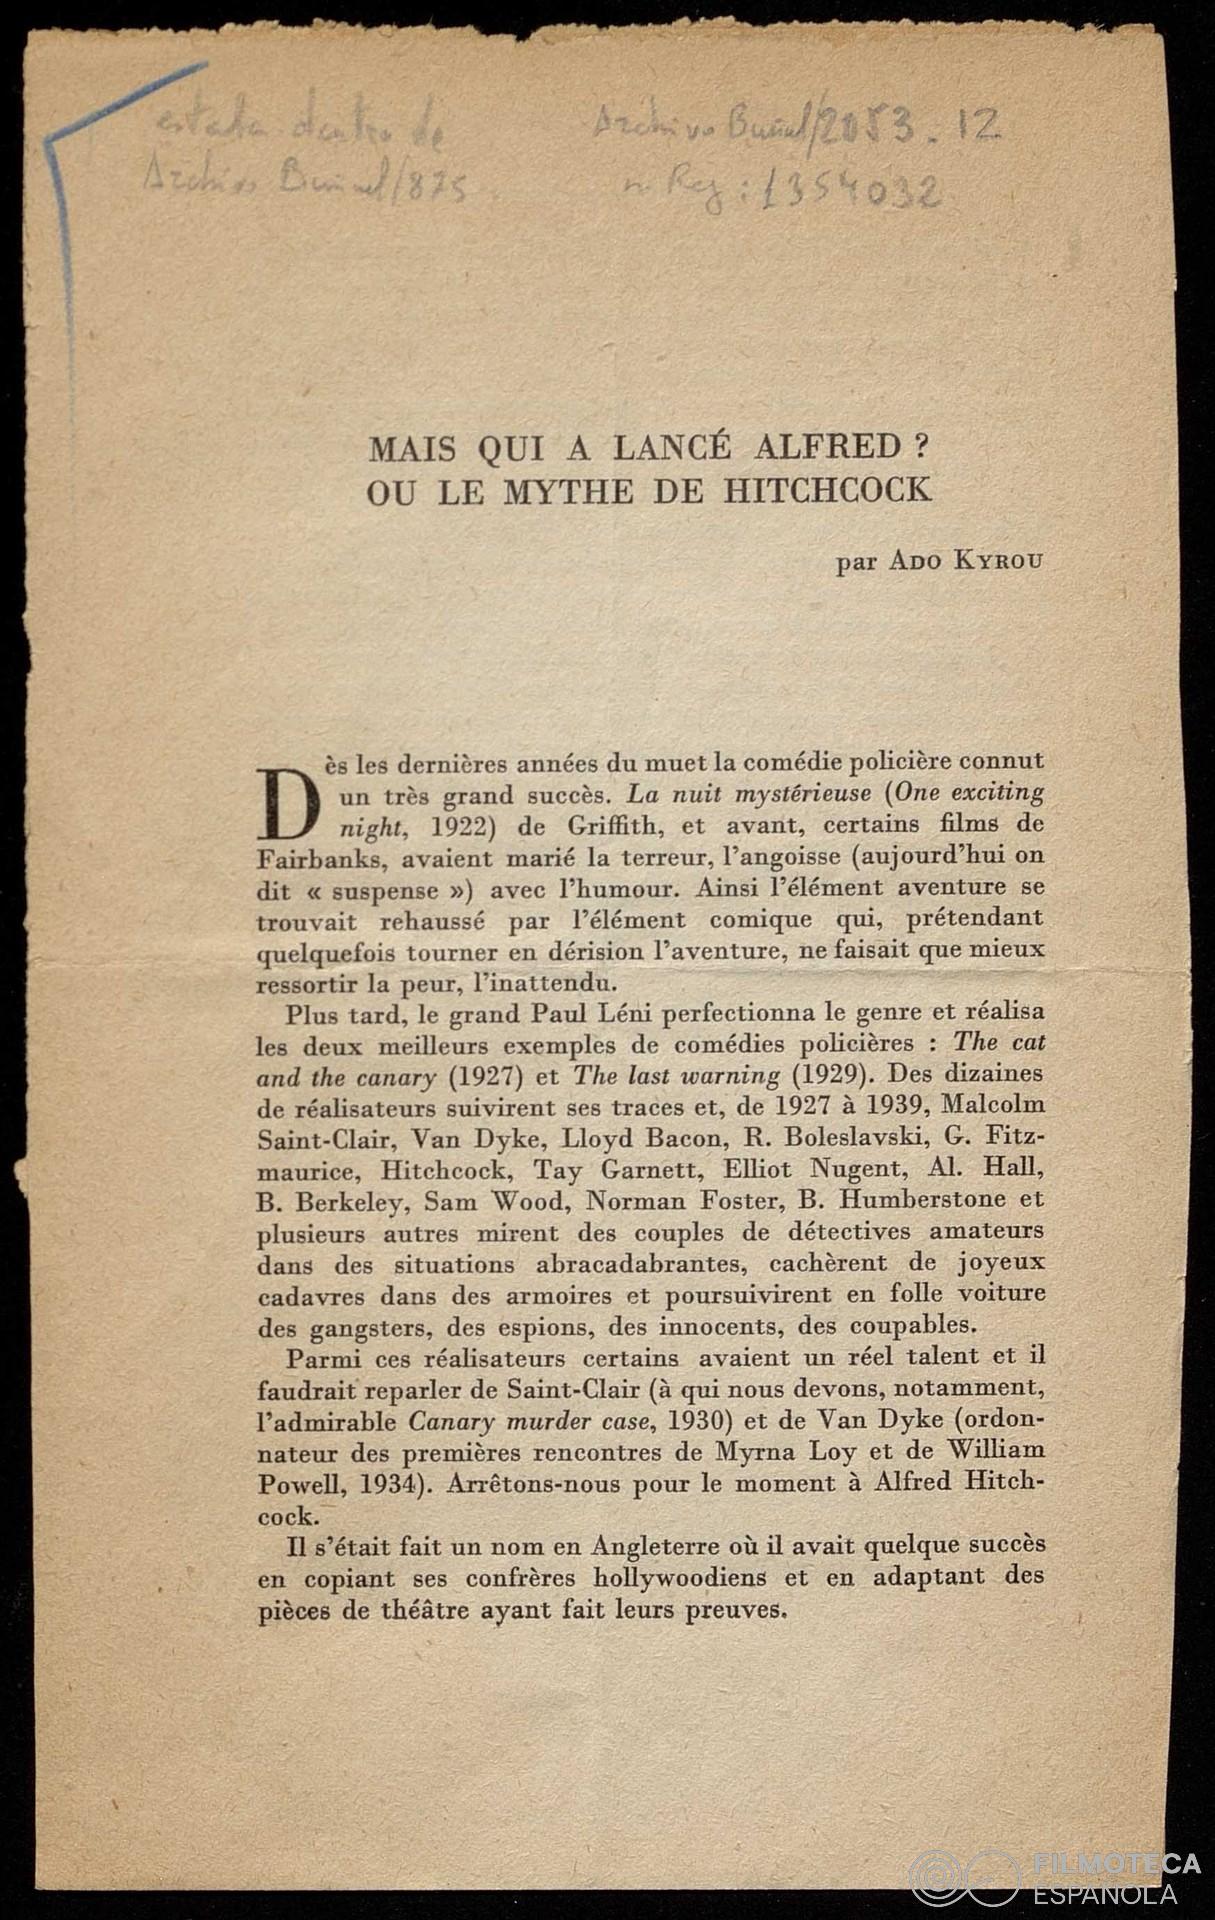 estaba dentro de
Archivo Buñuel/875
Archivo Buñuel/2053.12
n Reg: 1354032
MAIS QUI A LANCÉ ALFRED ?
OU LE MYTHE DE HITCHCOCK
par ADO KYROU
Dès les dernières années du muet la comédie policière connut
un très grand succès. La nuit mystérieuse (One exciting
night, 1922) de Griffith, et avant, certains films de
Fairbanks, avaient marié la terreur, l'angoisse (aujourd'hui on
dit « suspense ») avec l'humour. Ainsi l'élément aventure se
trouvait rehaussé par l'élément comique qui, prétendant
quelquefois tourner en dérision l'aventure, ne faisait que mieux
ressortir la peur, l'inattendu.
Plus tard, le grand Paul Léni perfectionna le genre et réalisa
les deux meilleurs exemples de comédies policières : The cat
and the canary (1927) et The last warning (1929). Des dizaines
de réalisateurs suivirent ses traces et, de 1927 à 1939, Malcolm
Saint-Clair, Van Dyke, Lloyd Bacon, R. Boleslavski, G. Fitz-
maurice, Hitchcock, Tay Garnett, Elliot Nugent, Al. Hall,
B. Berkeley, Sam Wood, Norman Foster, B. Humberstone et
plusieurs autres mirent des couples de détectives amateurs
dans des situations abracadabrantes, cachèrent de joyeux
cadavres dans des armoires et poursuivirent en folle voiture
des gangsters, des espions, des innocents, des coupables.
Parmi ces réalisateurs certains avaient un réel talent et il
faudrait reparler de Saint-Clair (à qui nous devons, notamment,
l'admirable Canary murder case, 1930) et de Van Dyke (ordon-
nateur des premières rencontres de Myrna Loy et de William
Powell, 1934). Arrêtons-nous pour le moment à Alfred Hitch-
cock.
Il s'était fait un nom en Angleterre où il avait quelque succès
en copiant ses confrères hollywoodiens et en adaptant des
pièces de théâtre ayant fait leurs preuves.
FILMOTECA
ESPAÑOLA